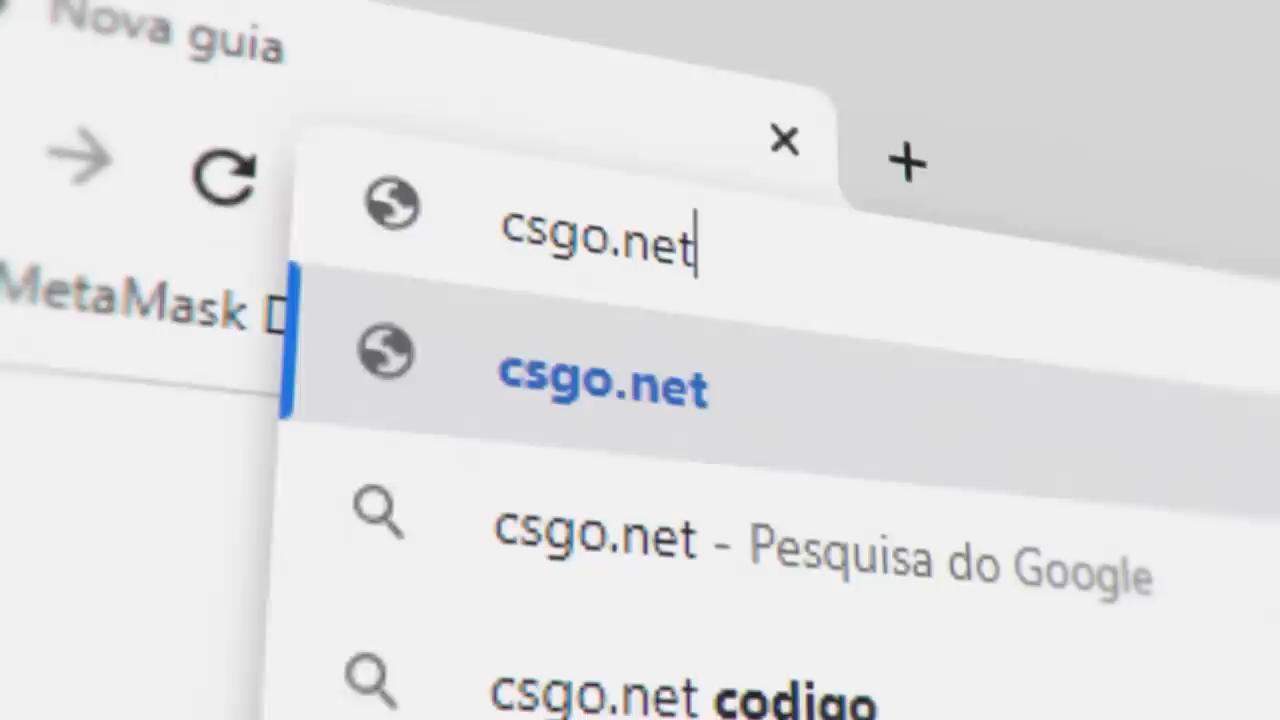 Nova guia
csgo.net
MetaMask
csgo.net
csgo.net - Pesquisa do Google
csgo.net codigo